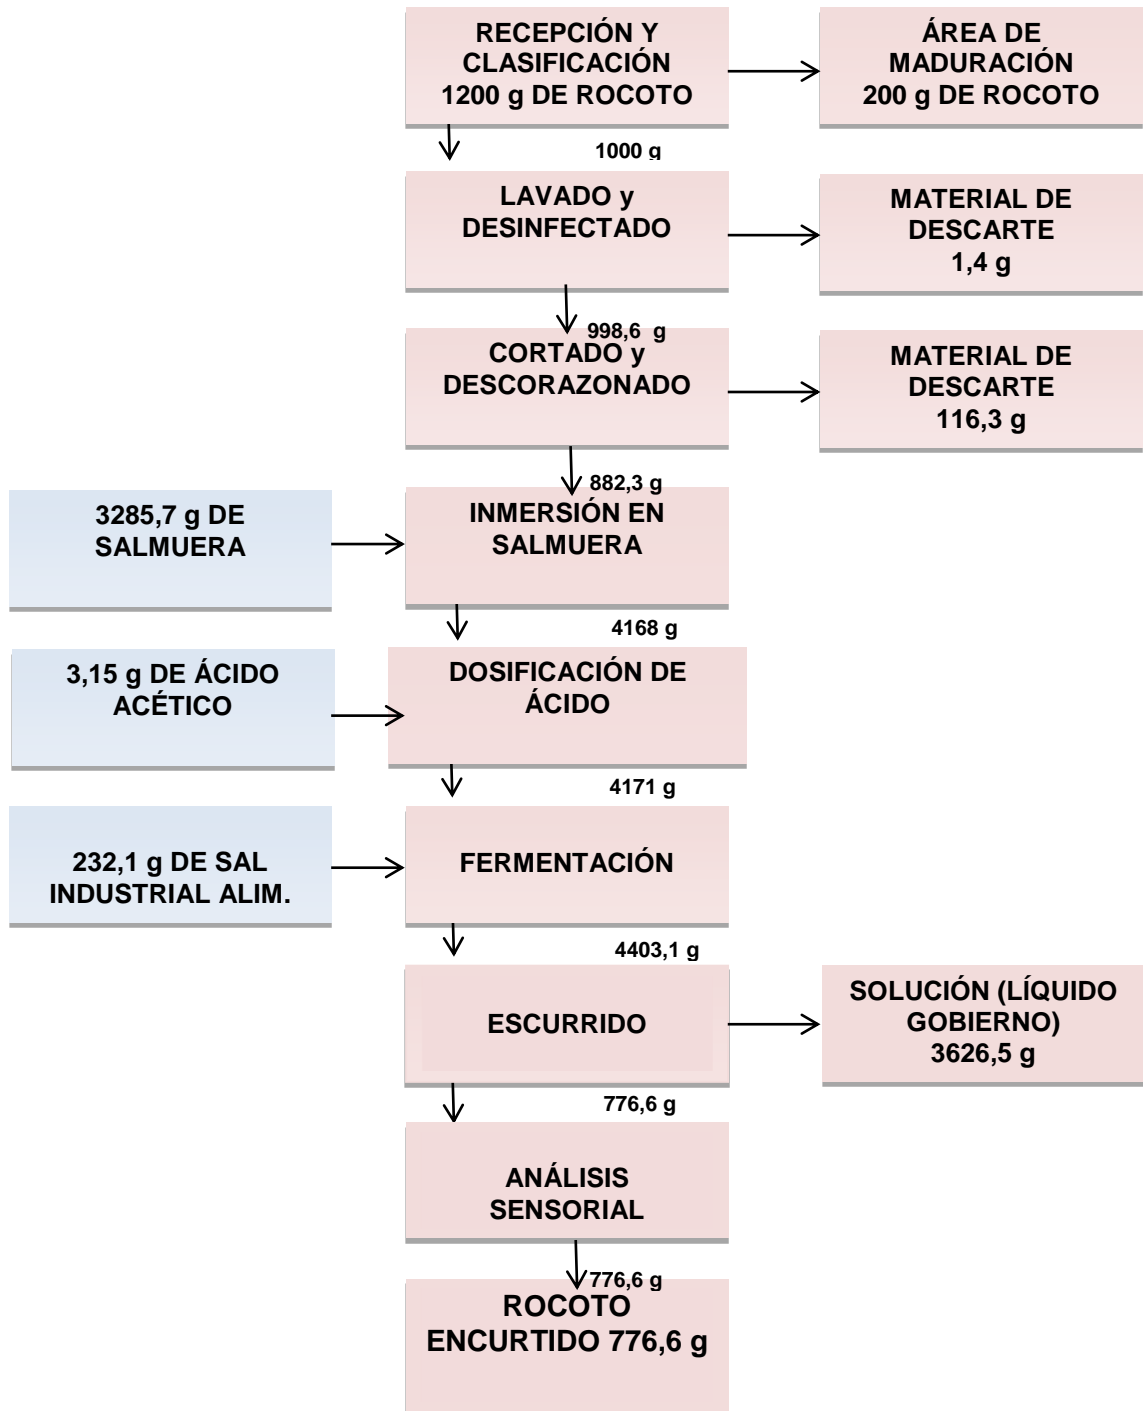 RECEPCIÓN Y
CLASIFICACIÓN
1200 g DE ROCOTO
ÁREA DE
MADURACIÓN
200 g DE ROCOTO
1000 g
LAVADO y
DESINFECTADO
MATERIAL DE
DESCARTE
1,4 g
998,6 g
CORTADO y
DESCORAZONADO
MATERIAL DE
DESCARTE
116,3 g
882,3 g
3285,7 g DE
SALMUERA
INMERSIÓN EN
SALMUERA
4168 g
3,15 g DE ÁCIDO
ACÉTICO
DOSIFICACIÓN DE
ÁCIDO
4171 g
232,1 g DE SAL
INDUSTRIAL ALIM.
FERMENTACIÓN
4403,1 g
ESCURRIDO
SOLUCIÓN (LÍQUIDO
GOBIERNO)
3626,5 g
776,6 g
ANÁLISIS
SENSORIAL
776,6 g
ROCOTO
ENCURTIDO 776,6 g